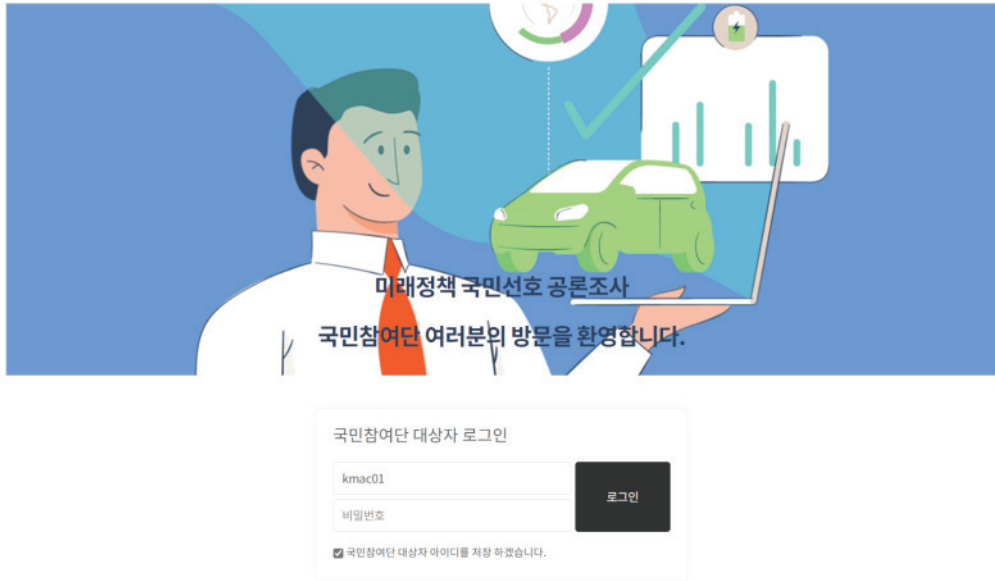 미래정책 국민선호 공론조사
국민참여단 여러분의 방문을 환영합니다.
국민참여단 대상자 로그인
kmac01
로그인
비밀번호
국민참여단 대상자 아이디를 저장 하겠습니다.